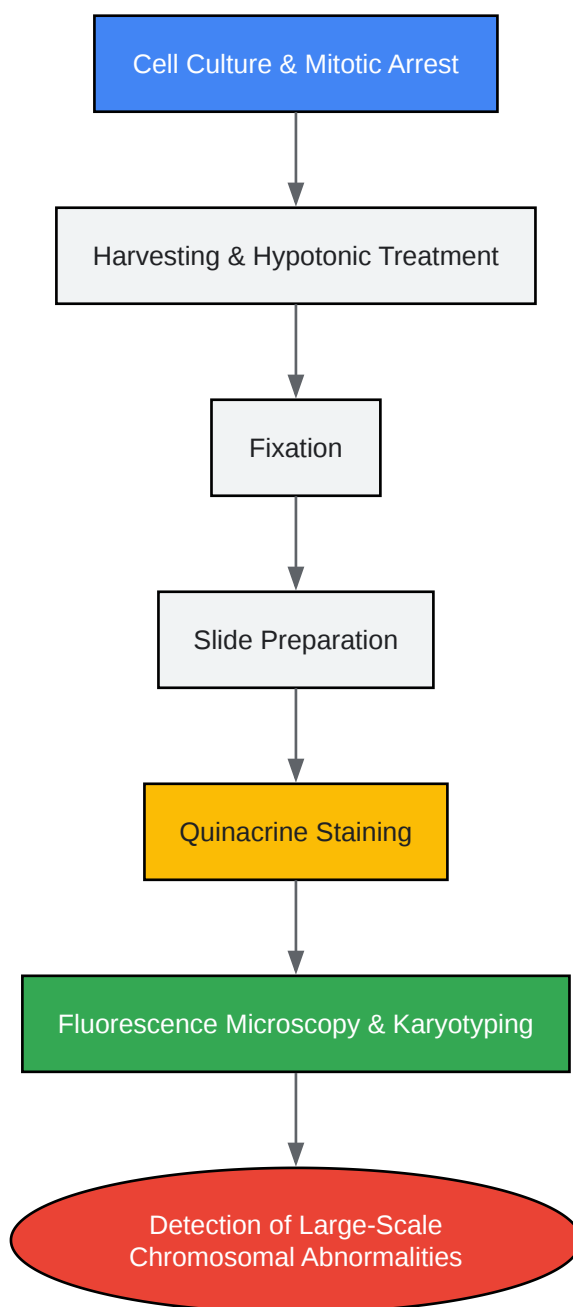 Cell Culture & Mitotic Arrest
Harvesting & Hypotonic Treatment
Fixation
Slide Preparation
Quinacrine Staining
Fluorescence Microscopy & Karyotyping
Detection of Large-Scale
Chromosomal Abnormalities